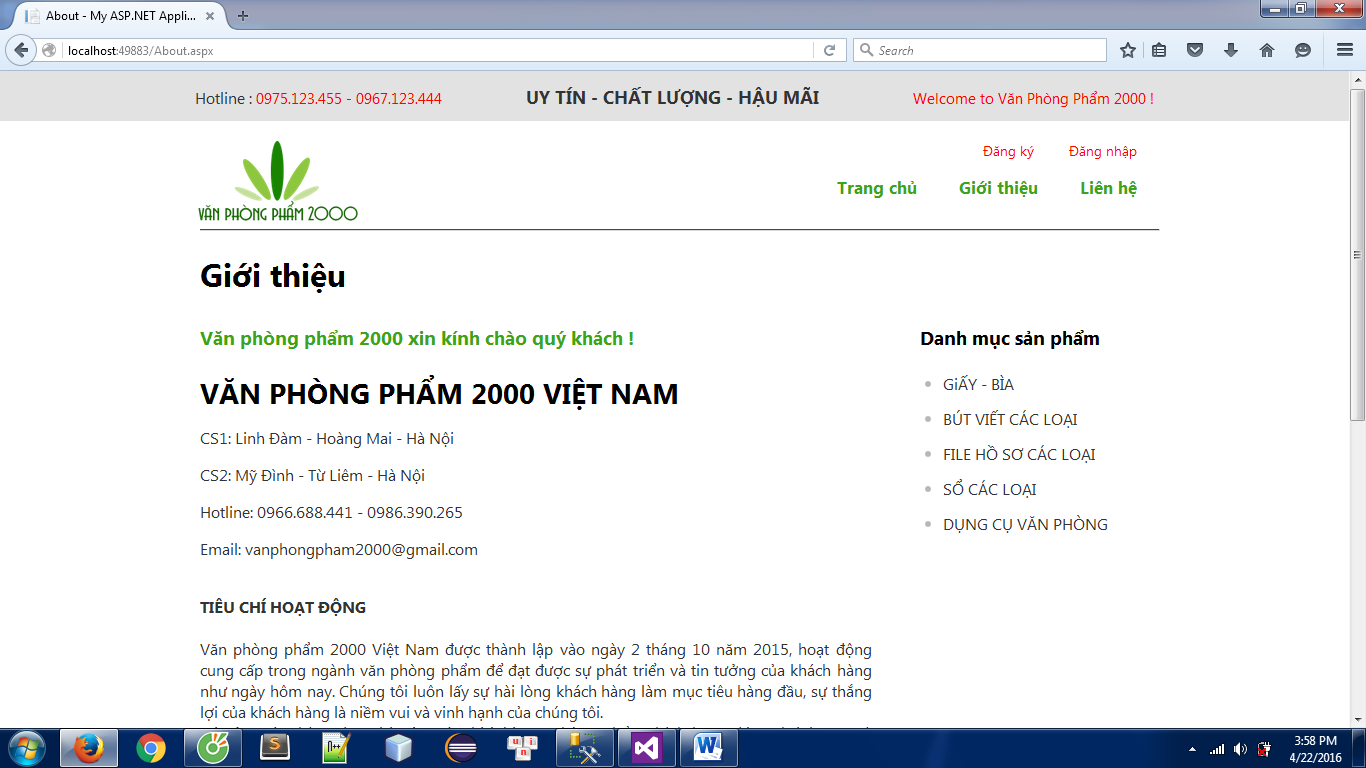 About - My ASP.NET Appli...
localhost:49883/About.aspx
Search
Hotline : 0975.123.455 - 0967.123.444
UY TÍN - CHẤT LƯỢNG - HẬU MÃI
Welcome to Văn Phòng Phẩm 2000 !
VĂN PHÒNG PHẨM 2000
Đăng ký
Đăng nhập
Trang chủ
Giới thiệu
Liên hệ
Giới thiệu
Văn phòng phẩm 2000 xin kính chào quý khách !
VĂN PHÒNG PHẨM 2000 VIỆT NAM
CS1: Linh Đàm - Hoàng Mai - Hà Nội
CS2: Mỹ Đình - Từ Liêm - Hà Nội
Hotline: 0966.688.441 - 0986.390.265
Email: vanphongpham2000@gmail.com
TIÊU CHÍ HOẠT ĐỘNG
Văn phòng phẩm 2000 Việt Nam được thành lập vào ngày 2 tháng 10 năm 2015, hoạt động
cung cấp trong ngành văn phòng phẩm để đạt được sự phát triển và tin tưởng của khách hàng
như ngày hôm nay. Chúng tôi luôn lấy sự hài lòng khách hàng làm mục tiêu hàng đầu, sự thắng
lợi của khách hàng là niềm vui và vinh hạnh của chúng tôi.
Danh mục sản phẩm
GiẤY - BÌA
BÚT VIẾT CÁC LOẠI
FILE HỒ SƠ CÁC LOẠI
SỔ CÁC LOẠI
DỤNG CỤ VĂN PHÒNG
3:58 PM
4/22/2016